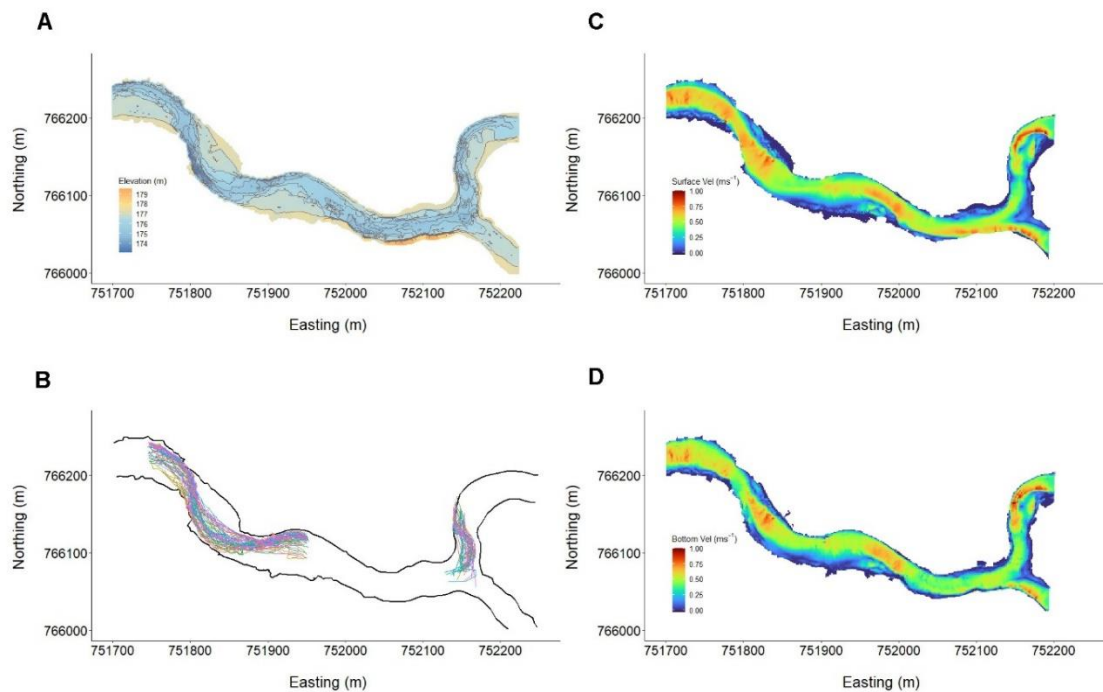 A
Northing (m)
766200
766100
766000
Elevation (m)
179
178
177
176
175
174
751700 751800 751900 752000 752100 752200
Easting (m)
C
Northing (m)
766200
766100
766000
Surface Vel (ms⁻¹)
1.00
0.75
0.50
0.25
0.00
751700 751800 751900 752000 752100 752200
Easting (m)
B
Northing (m)
766200
766100
766000
751700 751800 751900 752000 752100 752200
Easting (m)
D
Northing (m)
766200
766100
766000
Bottom Vel (ms⁻¹)
1.00
0.75
0.50
0.25
0.00
751700 751800 751900 752000 752100 752200
Easting (m)